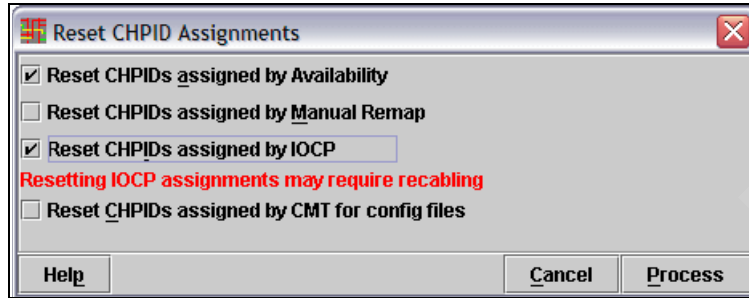 Reset CHPID Assignments
Reset CHPIDs assigned by Availability
Reset CHPIDs assigned by Manual Remap
Reset CHPIDs assigned by IOCP
Resetting IOCP assignments may require recabling
Reset CHPIDs assigned by CMT for config files
Help Cancel Process